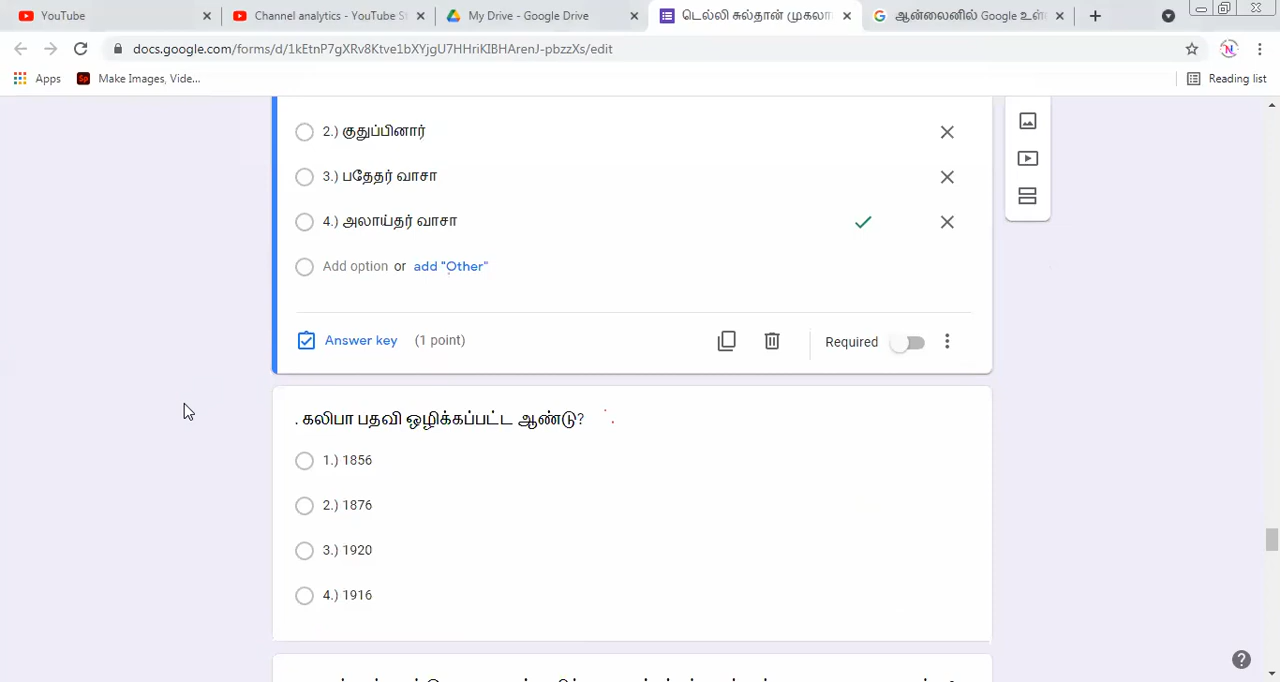 YouTube
Channel analytics - YouTube St
My Drive - Google Drive
டெல்லி சுல்தான் முகலா
ஆன்லைனில் Google உள்
docs.google.com/forms/d/1kEtnP7gXRv8Ktve1bXYjgU7HHriKIBHArenJ-pbzzXs/edit
Apps
Make Images, Vide...
Reading list
2.) குதுப்பினார்
3.) பதேதர் வாசா
4.) அலாய்தர் வாசா
Add option or add "Other"
Answer key (1 point)
Required
. கலிபா பதவி ஒழிக்கப்பட்ட ஆண்டு?
1.) 1856
2.) 1876
3.) 1920
4.) 1916